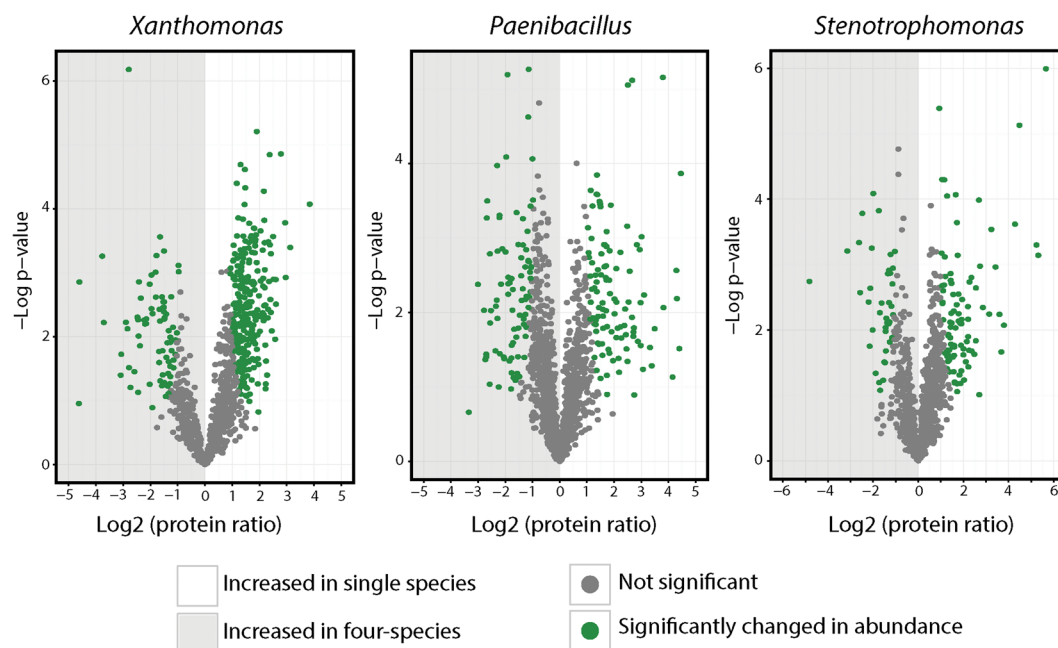 Xanthomonas Paenibacillus Stenotrophomonas
−Log p−value
6
4
2
0
−5 −4 −3 −2 −1 0 1 2 3 4 5
Log2 (protein ratio)
−Log p−value
4
2
0
−5 −4 −3 −2 −1 0 1 2 3 4 5
Log2 (protein ratio)
−Log p−value
6
4
2
0
−6 −4 −2 0 2 4 6
Log2 (protein ratio)
Increased in single species
Increased in four-species
Not significant
Significantly changed in abundance